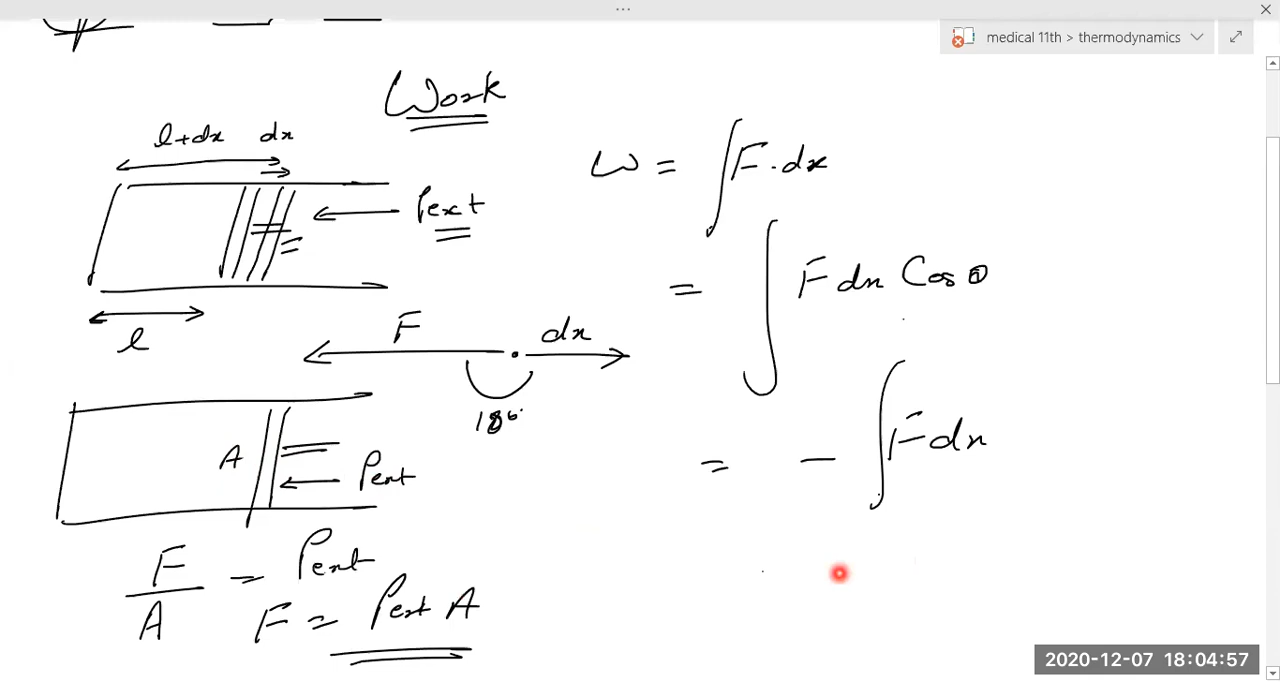 medical 11th > thermodynamics
Work
l+dx dx
Pext
l
W = ∫F.dx
= ∫ F dx Cos θ
F dx
180°
= - ∫F dx
A
Pext
F/A = Pext
F = Pext A
2020-12-07 18:04:57